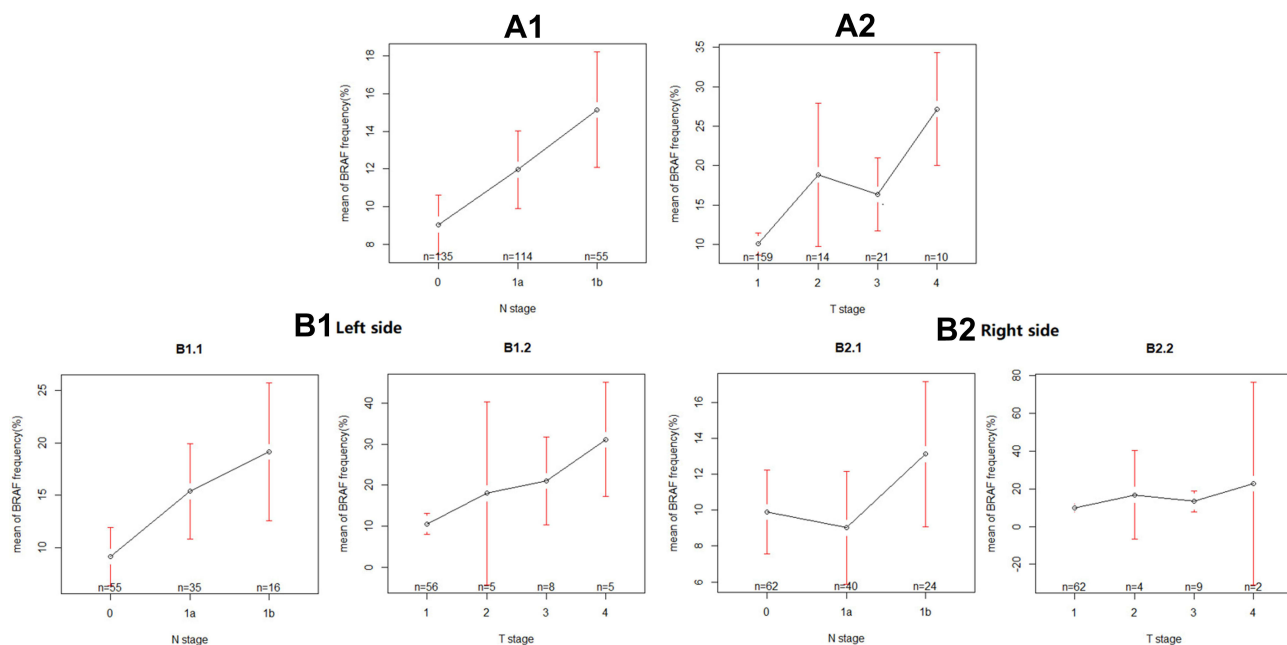 A1
mean of BRAF frequency(%)
18
16
14
12
10
8
n=135
n=114
n=55
0
1a
1b
N stage
A2
mean of BRAF frequency(%)
35
30
25
20
15
10
n=159
n=14
n=21
n=10
1
2
3
4
T stage
B1 Left side
B1.1
mean of BRAF frequency(%)
25
20
15
10
n=55
n=35
n=16
0
1a
1b
N stage
B1.2
mean of BRAF frequency(%)
40
30
20
10
0
n=56
n=5
n=8
n=5
1
2
3
4
T stage
B2 Right side
B2.1
mean of BRAF frequency(%)
16
14
12
10
8
6
n=62
n=40
n=24
0
1a
1b
N stage
B2.2
mean of BRAF frequency(%)
80
60
40
20
0
-20
n=62
n=4
n=9
n=2
1
2
3
4
T stage